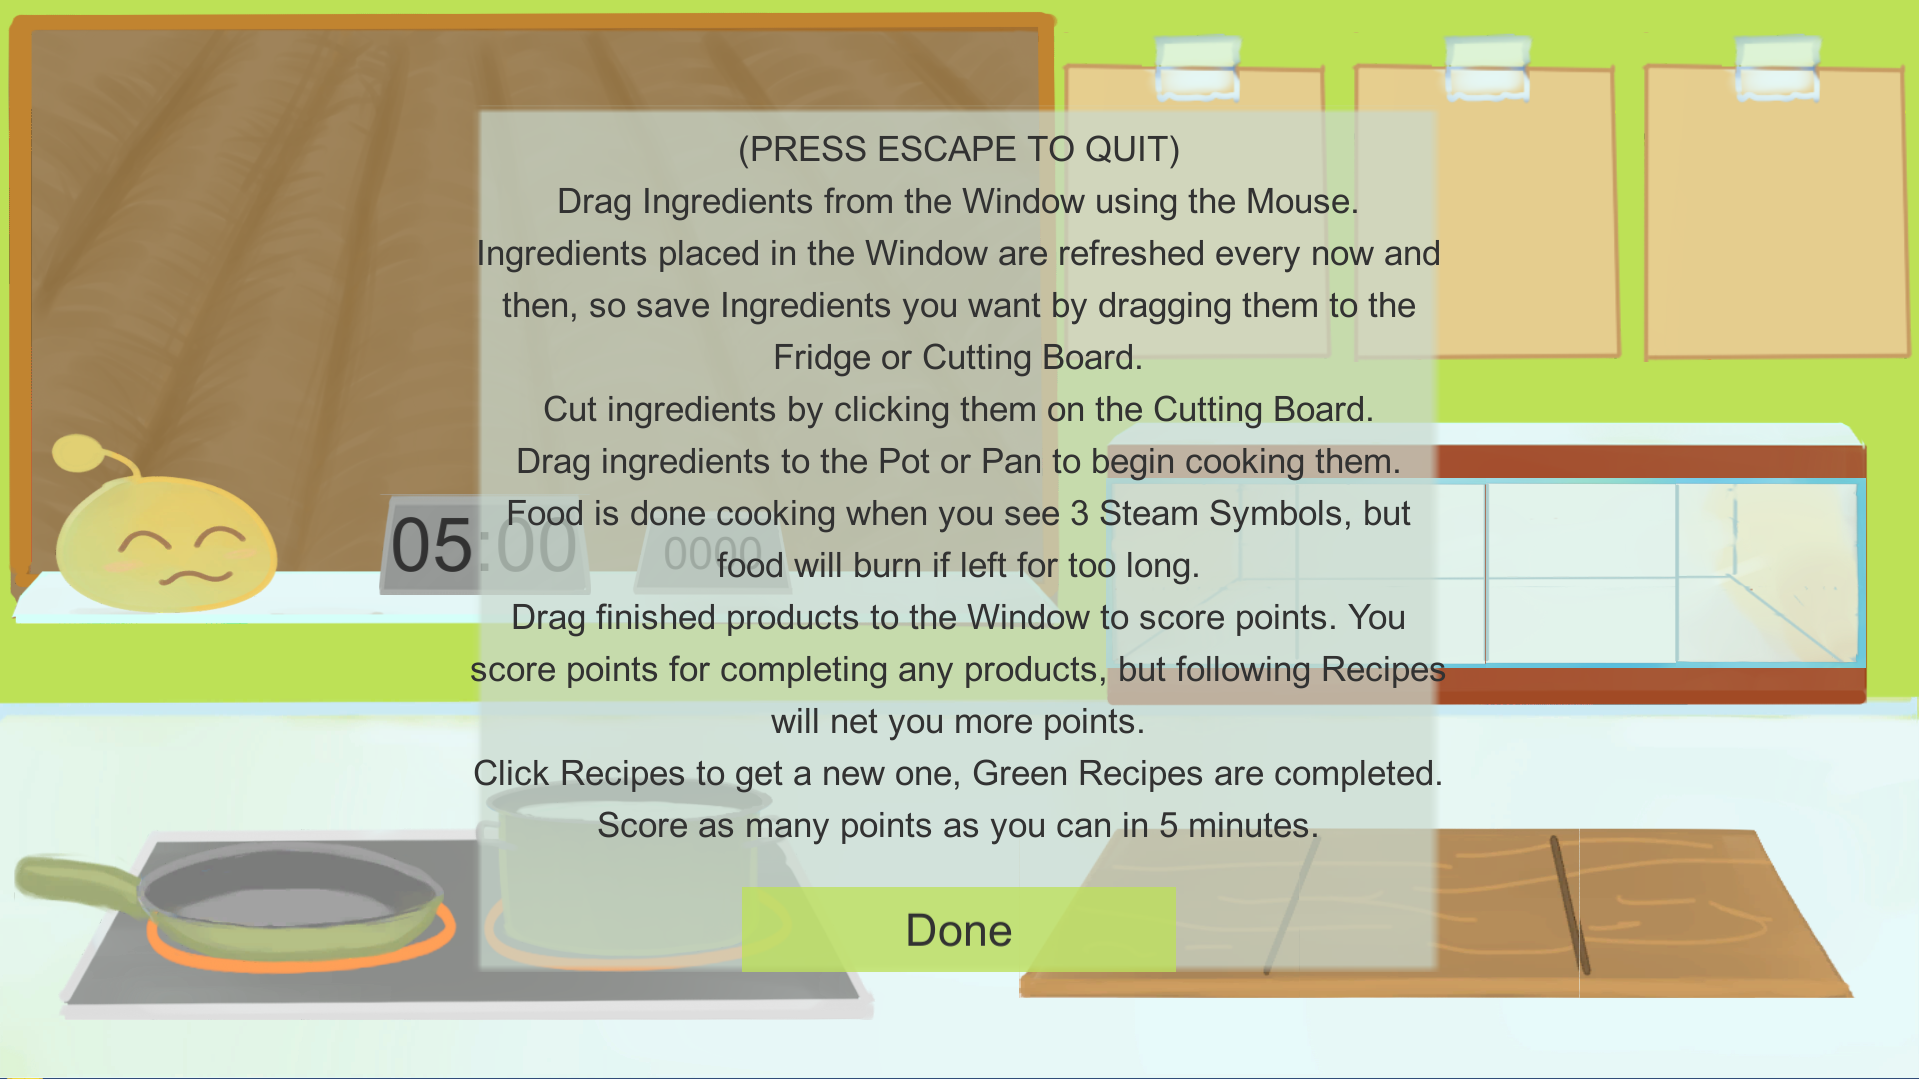 (PRESS ESCAPE TO QUIT)
Drag Ingredients from the Window using the Mouse.
Ingredients placed in the Window are refreshed every now and
then, so save Ingredients you want by dragging them to the
Fridge or Cutting Board.
Cut ingredients by clicking them on the Cutting Board.
Drag ingredients to the Pot or Pan to begin cooking them.
Food is done cooking when you see 3 Steam Symbols, but
food will burn if left for too long.
Drag finished products to the Window to score points. You
score points for completing any products, but following Recipes
will net you more points.
Click Recipes to get a new one, Green Recipes are completed.
Score as many points as you can in 5 minutes.
05:00
0000
Done